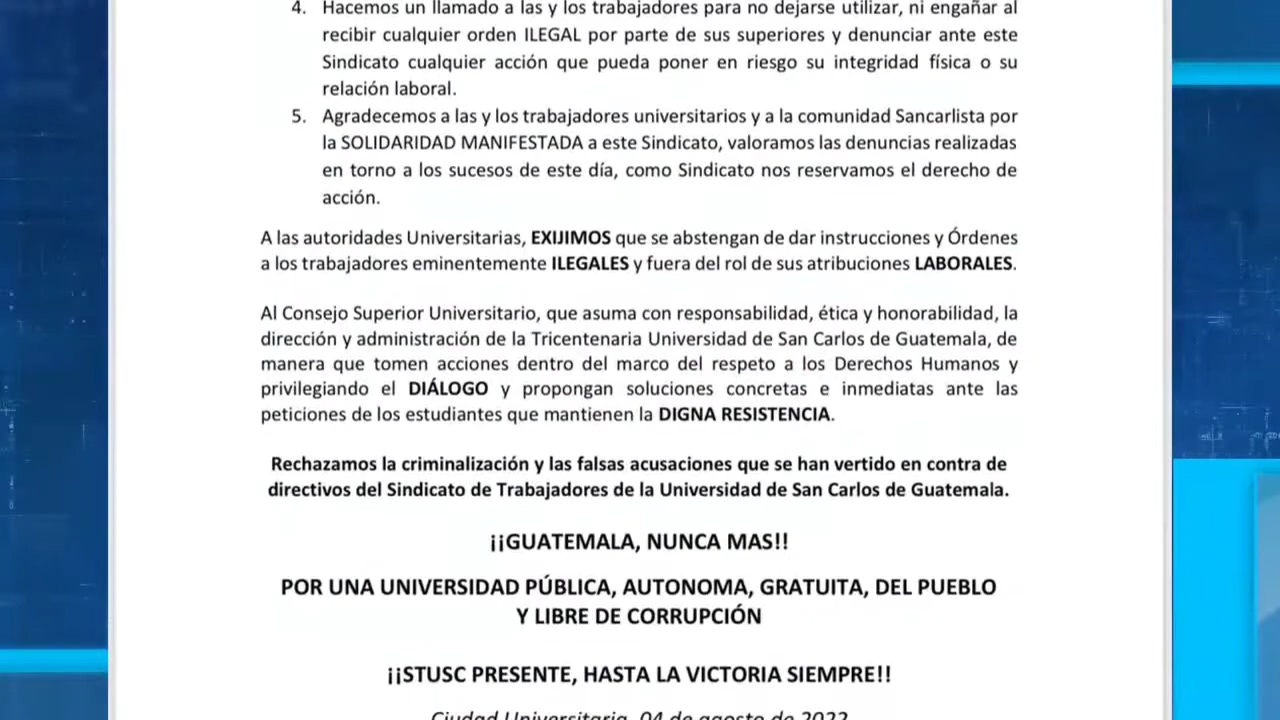 4. Hacemos un llamado a las y los trabajadores para no dejarse utilizar, ni engañar al
recibir cualquier orden ILEGAL por parte de sus superiores y denunciar ante este
Sindicato cualquier acción que pueda poner en riesgo su integridad física o su
relación laboral.
5. Agradecemos a las y los trabajadores universitarios y a la comunidad Sancarlista por
la SOLIDARIDAD MANIFESTADA a este Sindicato, valoramos las denuncias realizadas
en torno a los sucesos de este día, como Sindicato nos reservamos el derecho de
acción.
A las autoridades Universitarias, EXIJIMOS que se abstengan de dar instrucciones y Órdenes
a los trabajadores eminentemente ILEGALES y fuera del rol de sus atribuciones LABORALES.
Al Consejo Superior Universitario, que asuma con responsabilidad, ética y honorabilidad, la
dirección y administración de la Tricentenaria Universidad de San Carlos de Guatemala, de
manera que tomen acciones dentro del marco del respeto a los Derechos Humanos y
privilegiando el DIÁLOGO y propongan soluciones concretas e inmediatas ante las
peticiones de los estudiantes que mantienen la DIGNA RESISTENCIA.
Rechazamos la criminalización y las falsas acusaciones que se han vertido en contra de
directivos del Sindicato de Trabajadores de la Universidad de San Carlos de Guatemala.
¡¡GUATEMALA, NUNCA MAS!!
POR UNA UNIVERSIDAD PÚBLICA, AUTONOMA, GRATUITA, DEL PUEBLO
Y LIBRE DE CORRUPCIÓN
¡¡STUSC PRESENTE, HASTA LA VICTORIA SIEMPRE!!
Ciudad Universitaria, 04 de agosto de 2022